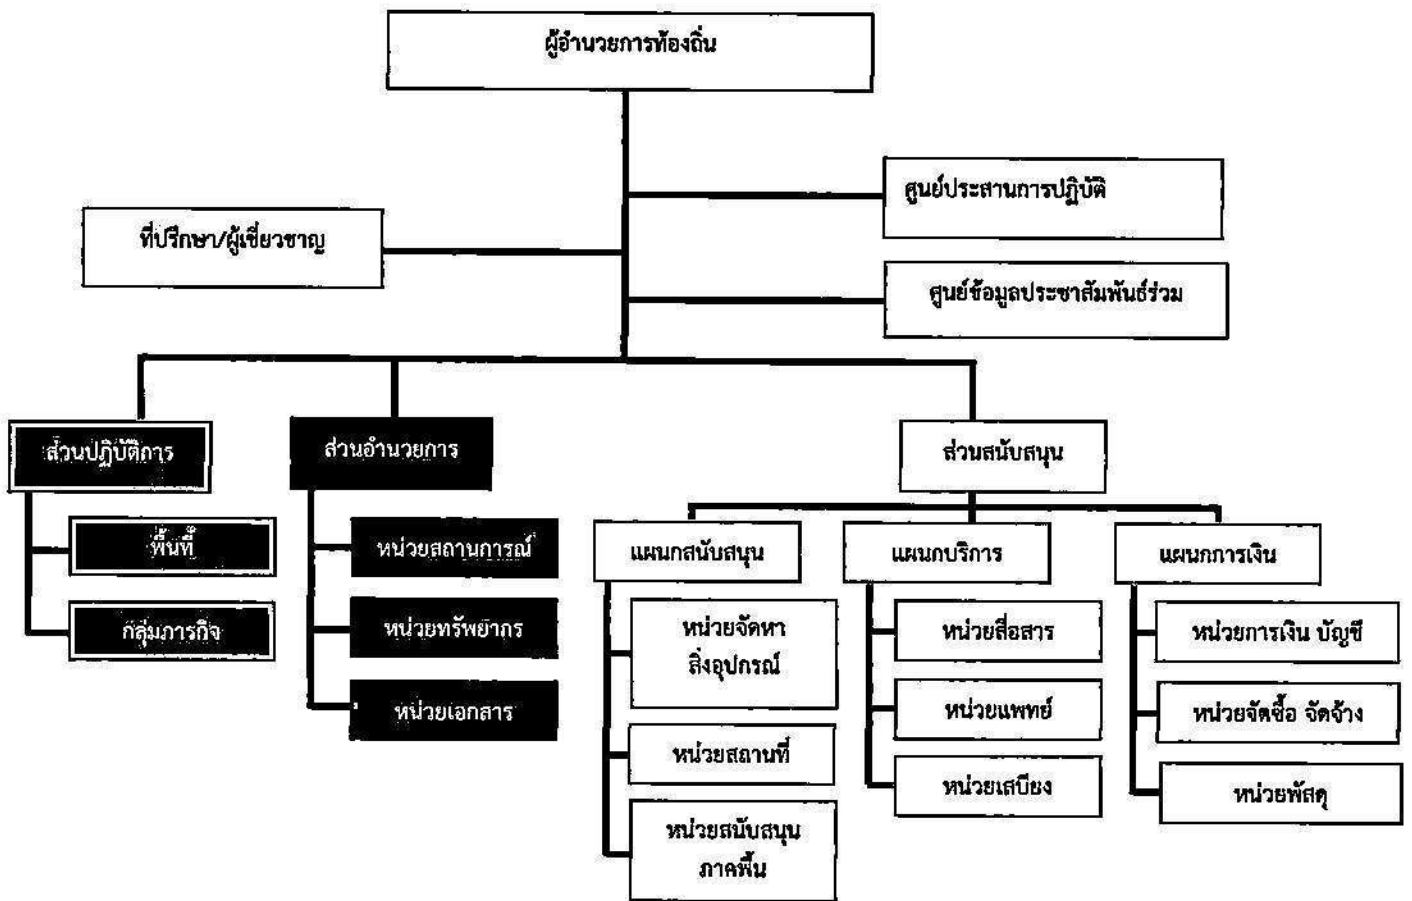 ผู้อำนวยการท้องถิ่น
ศูนย์ประสานการปฏิบัติ
ที่ปรึกษา/ผู้เชี่ยวชาญ
ศูนย์ข้อมูลประชาสัมพันธ์ร่วม
ส่วนปฏิบัติการ
ส่วนอำนวยการ
ส่วนสนับสนุน
พื้นที่
กลุ่มภารกิจ
หน่วยสถานการณ์
หน่วยทรัพยากร
หน่วยเอกสาร
แผนกสนับสนุน
แผนกบริการ
แผนกการเงิน
หน่วยจัดหา
สิ่งอุปกรณ์
หน่วยสถานที่
หน่วยสนับสนุน
ภาคพื้น
หน่วยสื่อสาร
หน่วยแพทย์
หน่วยเสบียง
หน่วยการเงิน บัญชี
หน่วยจัดซื้อ จัดจ้าง
หน่วยพัสดุ